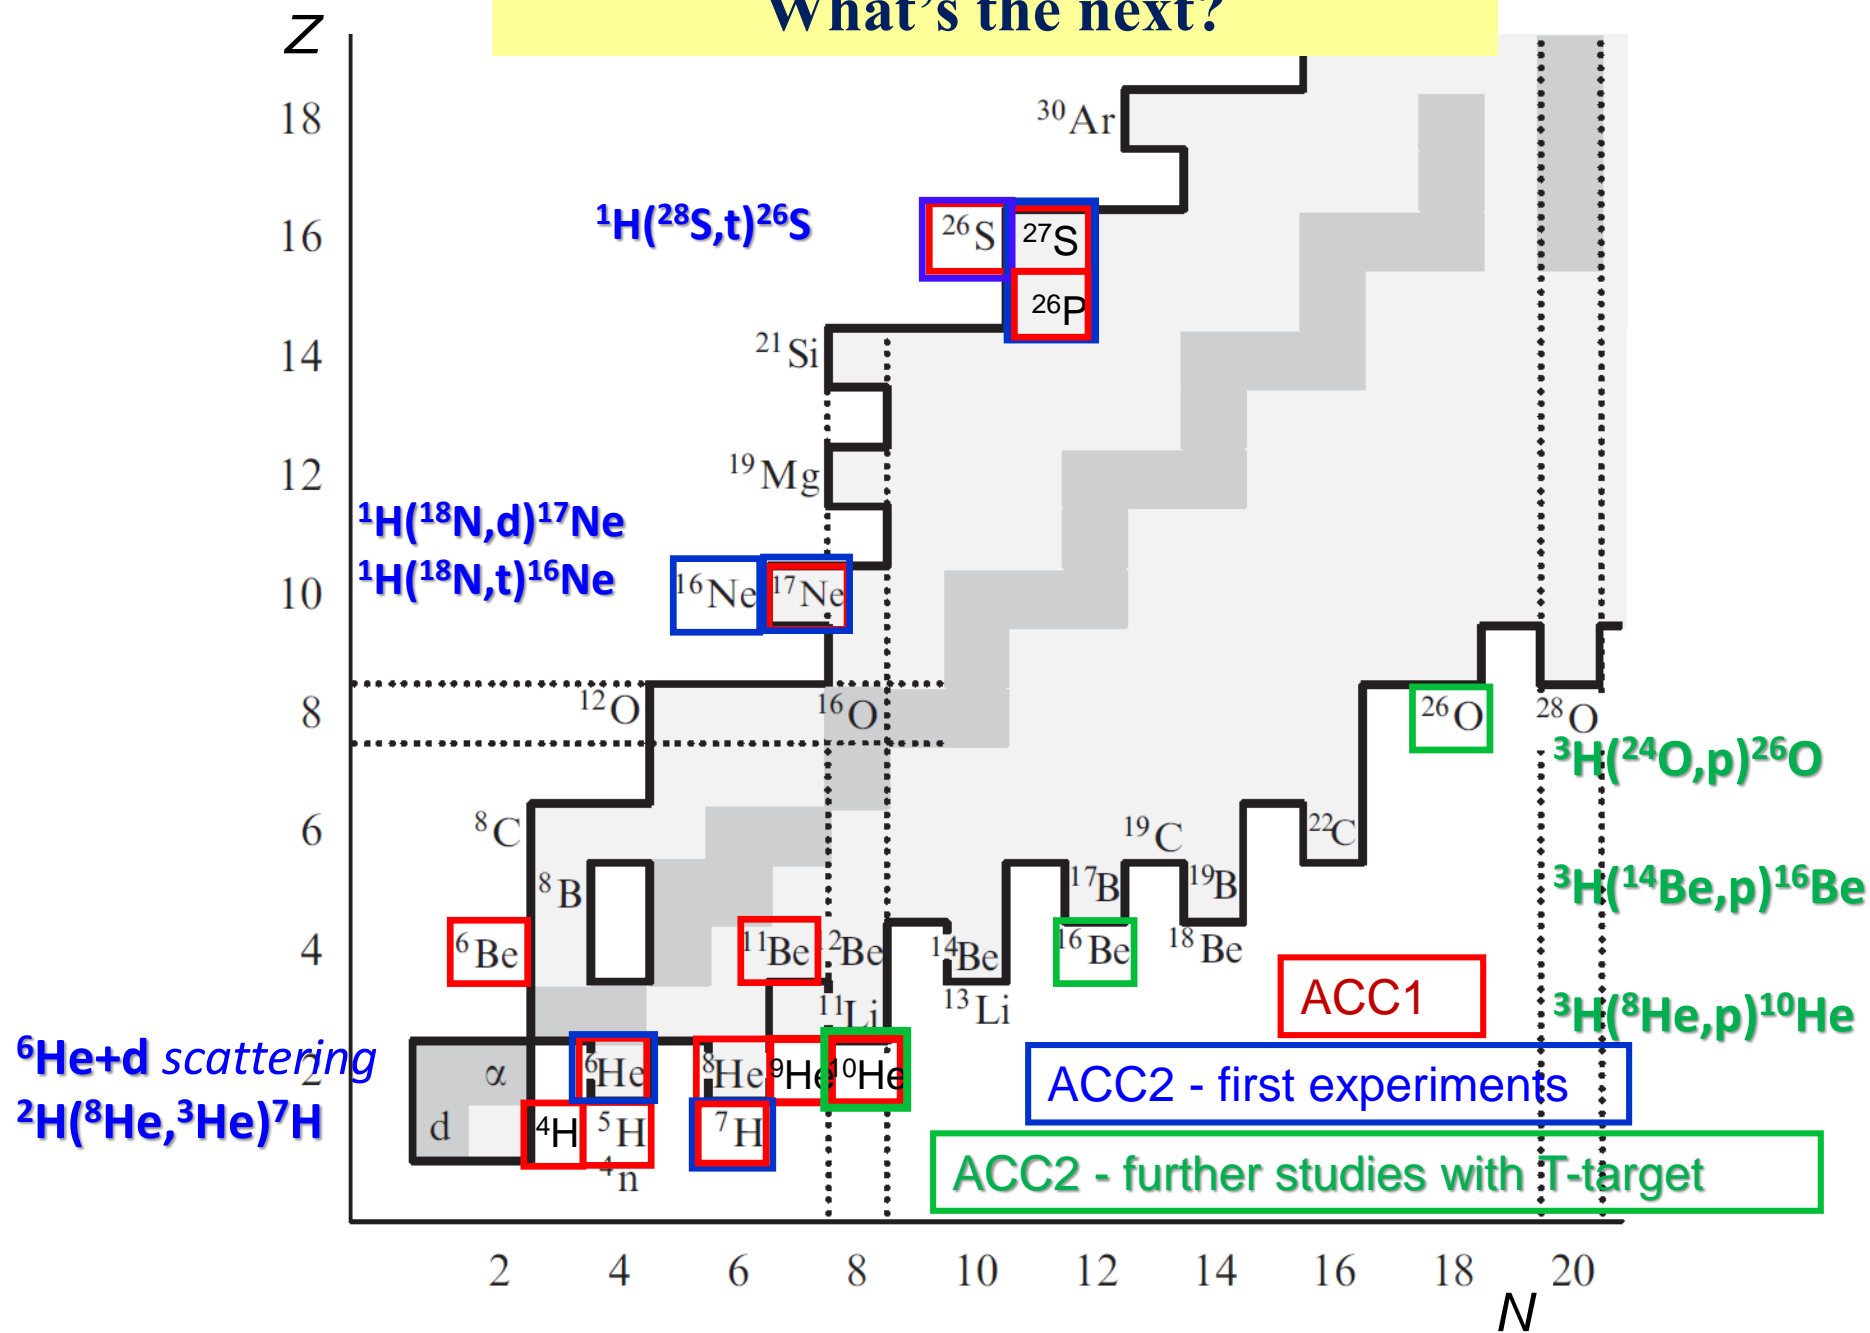 What's the next?
Z
18
³⁰Ar
¹H(²⁸S,t)²⁶S
16
²⁶S
²⁷S
²⁶P
14
²¹Si
12
¹⁹Mg
¹H(¹⁸N,d)¹⁷Ne
¹H(¹⁸N,t)¹⁶Ne
10
¹⁶Ne
¹⁷Ne
8
¹²O
¹⁶O
²⁶O
²⁸O
³H(²⁴O,p)²⁶O
6
⁸C
¹⁹C
²²C
⁸B
¹⁷B
¹⁹B
³H(¹⁴Be,p)¹⁶Be
4
⁶Be
¹¹Be
¹²Be
¹⁴Be
¹⁶Be
¹⁸Be
¹¹Li
¹³Li
ACC1
³H(⁸He,p)¹⁰He
⁶He+d scattering
2
α
⁶He
⁸He
⁹He
¹⁰He
ACC2 - first experiments
²H(⁸He,³He)⁷H
d
⁴H
⁵H
⁷H
⁴n
ACC2 - further studies with T-target
2 4 6 8 10 12 14 16 18 20
N